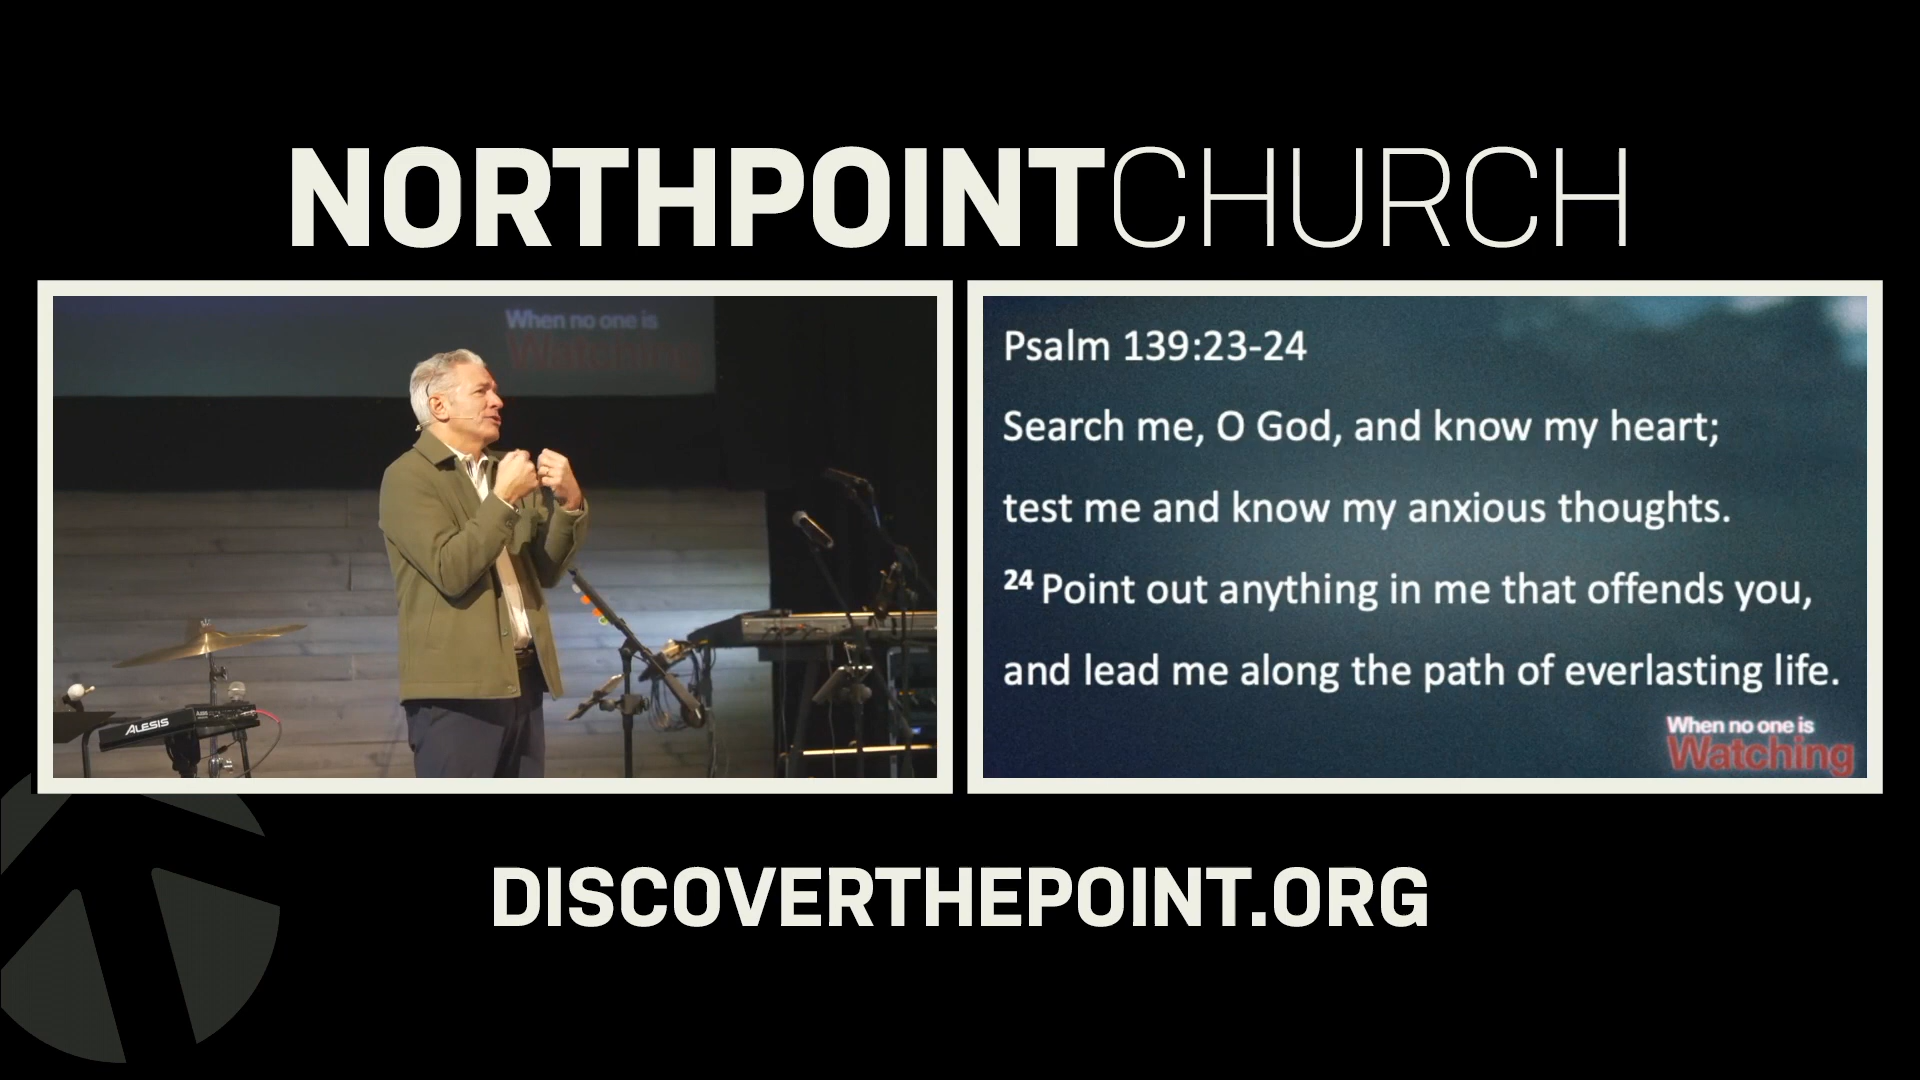 NORTHPOINTCHURCH
When no one is
Watching
ALESIS
Psalm 139:23-24
Search me, O God, and know my heart;
test me and know my anxious thoughts.
24 Point out anything in me that offends you,
and lead me along the path of everlasting life.
When no one is
Watching
DISCOVERTHEPOINT.ORG